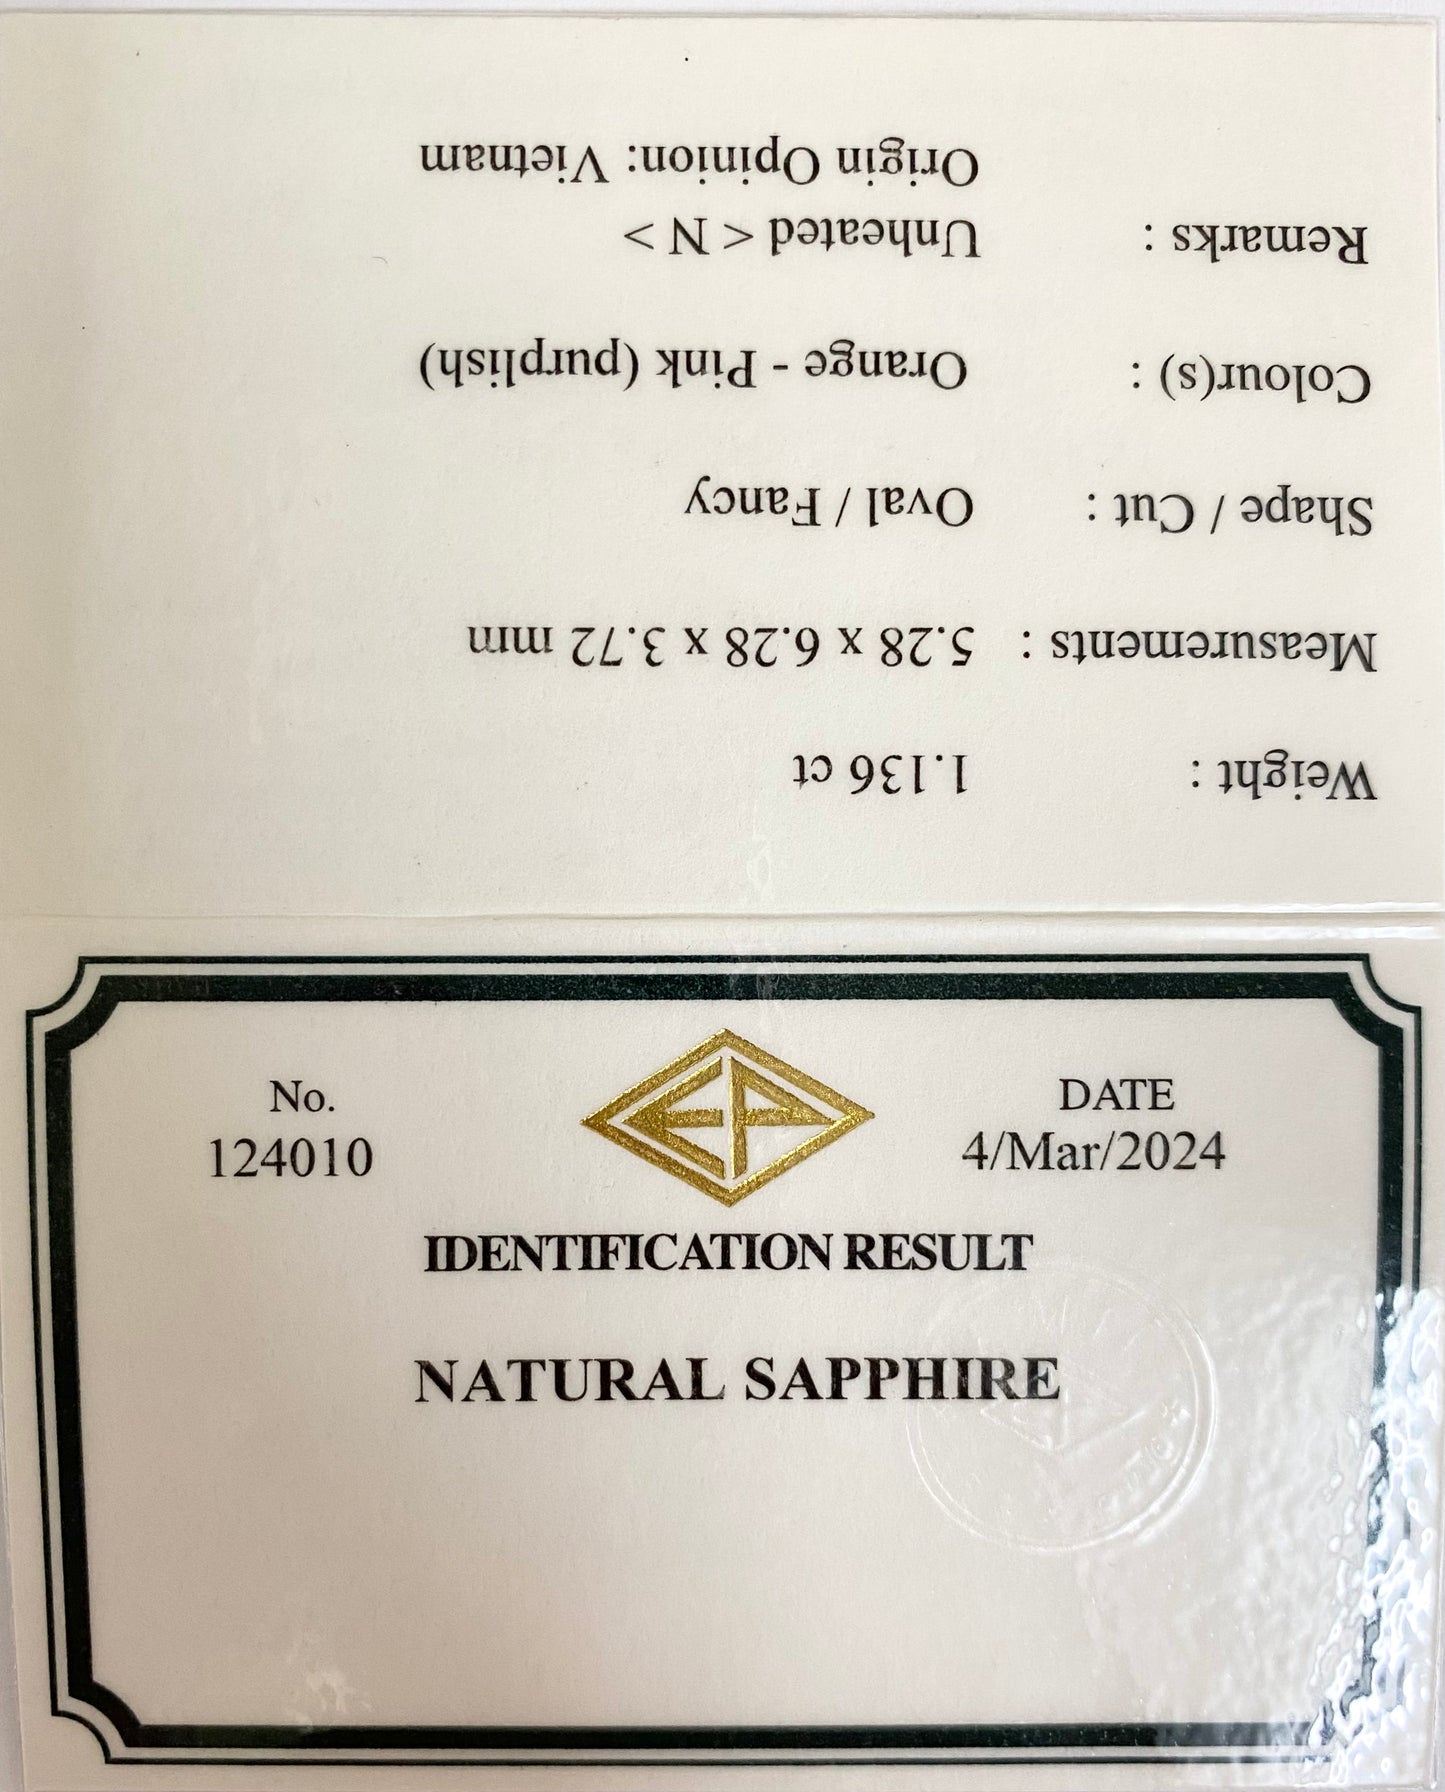 No.
124010
EP
DATE
4/Mar/2024
IDENTIFICATION RESULT
NATURAL SAPPHIRE
Weight : 1.136 ct
Measurements : 5.28 x 6.28 x 3.72 mm
Shape / Cut : Oval / Fancy
Colour(s) : Orange - Pink (purplish)
Remarks : Unheated < N >
Origin Opinion: Vietnam